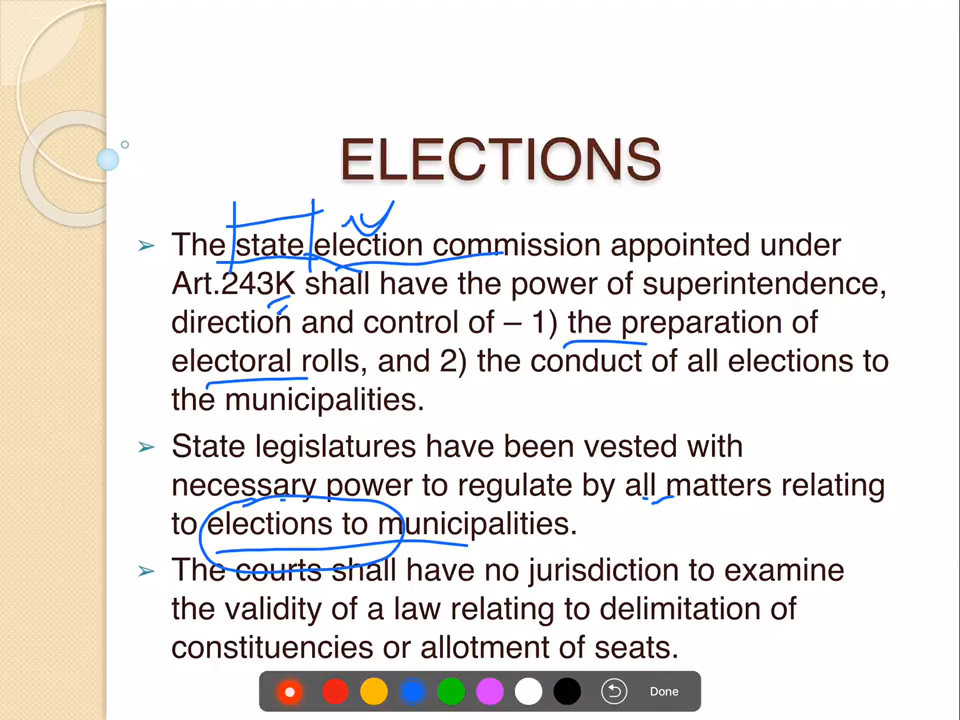 ELECTIONS
➢ The state election commission appointed under
Art.243K shall have the power of superintendence,
direction and control of – 1) the preparation of
electoral rolls, and 2) the conduct of all elections to
the municipalities.
➢ State legislatures have been vested with
necessary power to regulate by all matters relating
to elections to municipalities.
➢ The courts shall have no jurisdiction to examine
the validity of a law relating to delimitation of
constituencies or allotment of seats.
Done